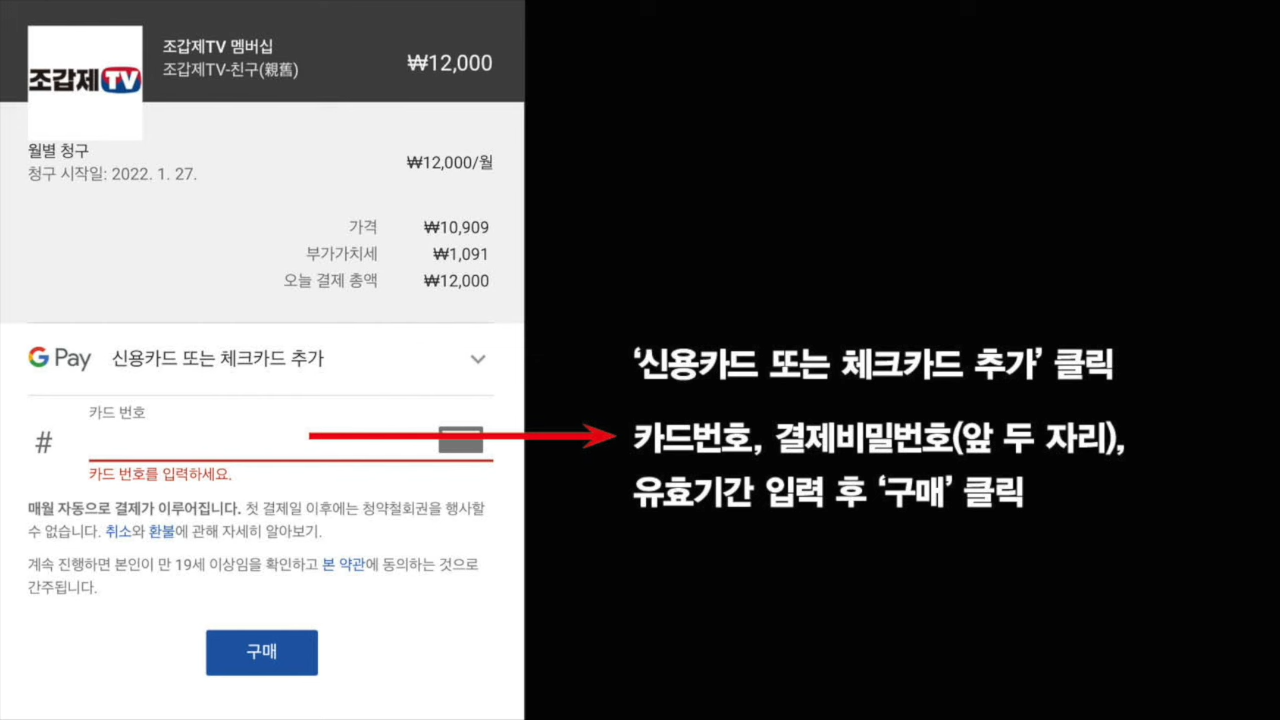 조갑제TV
조갑제TV 멤버십
조갑제TV-친구(親舊)
₩12,000
월별 청구
청구 시작일: 2022. 1. 27.
₩12,000/월
가격 ₩10,909
부가가치세 ₩1,091
오늘 결제 총액 ₩12,000
G Pay 신용카드 또는 체크카드 추가
카드 번호
#
카드 번호를 입력하세요.
매월 자동으로 결제가 이루어집니다. 첫 결제일 이후에는 청약철회권을 행사할
수 없습니다. 취소와 환불에 관해 자세히 알아보기.
계속 진행하면 본인이 만 19세 이상임을 확인하고 본 약관에 동의하는 것으로
간주됩니다.
구매
‘신용카드 또는 체크카드 추가’ 클릭
카드번호, 결제비밀번호(앞 두 자리),
유효기간 입력 후 ‘구매’ 클릭